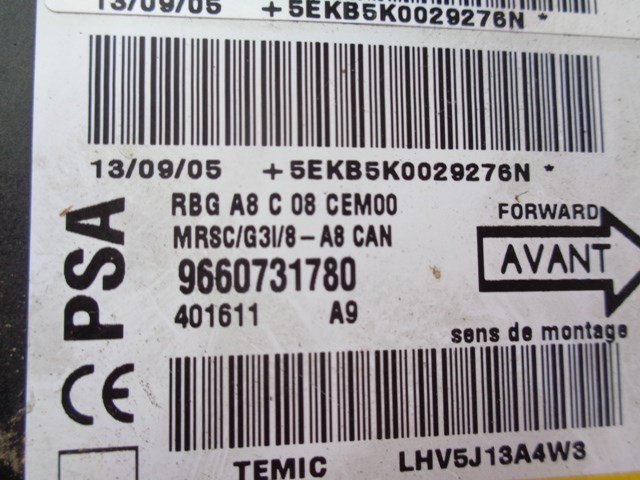 13/09/05 +5EKB5K0029276N *
13/09/05 +5EKB5K0029276N *
PSA
RBG A8 C 08 CEM00
MRSC/G3I/8-A8 CAN
9660731780
401611 A9
FORWARD
AVANT
sens de montage
CE
TEMIC LHV5J13A4W3